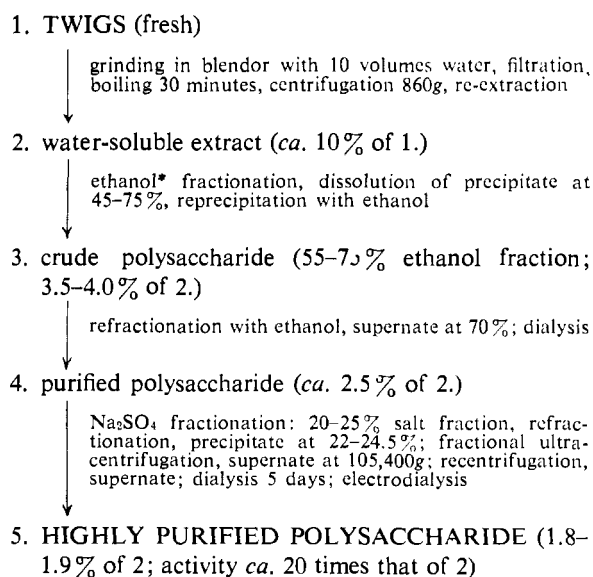 1. TWIGS (fresh)
grinding in blendor with 10 volumes water, filtration,
boiling 30 minutes, centrifugation 860g, re-extraction
2. water-soluble extract (ca. 10% of 1.)
ethanol* fractionation, dissolution of precipitate at
45–75%, reprecipitation with ethanol
3. crude polysaccharide (55–75% ethanol fraction;
3.5–4.0% of 2.)
refractionation with ethanol, supernate at 70%; dialysis
4. purified polysaccharide (ca. 2.5% of 2.)
Na₂SO₄ fractionation: 20–25% salt fraction, refrac-
tionation, precipitate at 22–24.5%; fractional ultra-
centrifugation, supernate at 105,400g; recentrifugation,
supernate; dialysis 5 days; electrodialysis
5. HIGHLY PURIFIED POLYSACCHARIDE (1.8–
1.9% of 2; activity ca. 20 times that of 2)